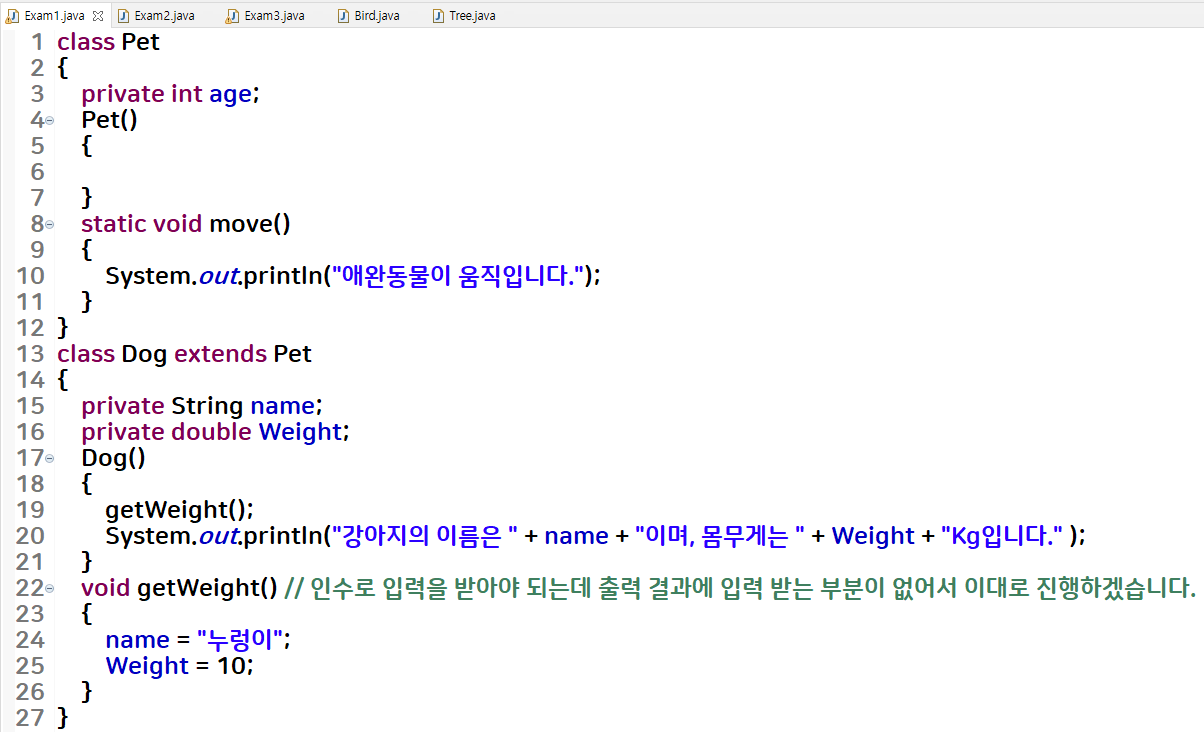 Exam1.java Exam2.java Exam3.java Bird.java Tree.java
1 class Pet
2 {
3 private int age;
4 Pet()
5 {
6
7 }
8 static void move()
9 {
10 System.out.println("애완동물이 움직입니다.");
11 }
12 }
13 class Dog extends Pet
14 {
15 private String name;
16 private double Weight;
17 Dog()
18 {
19 getWeight();
20 System.out.println("강아지의 이름은 " + name + "이며, 몸무게는 " + Weight + "Kg입니다." );
21 }
22 void getWeight() // 인수로 입력을 받아야 되는데 출력 결과에 입력 받는 부분이 없어서 이대로 진행하겠습니다.
23 {
24 name = "누렁이";
25 Weight = 10;
26 }
27 }